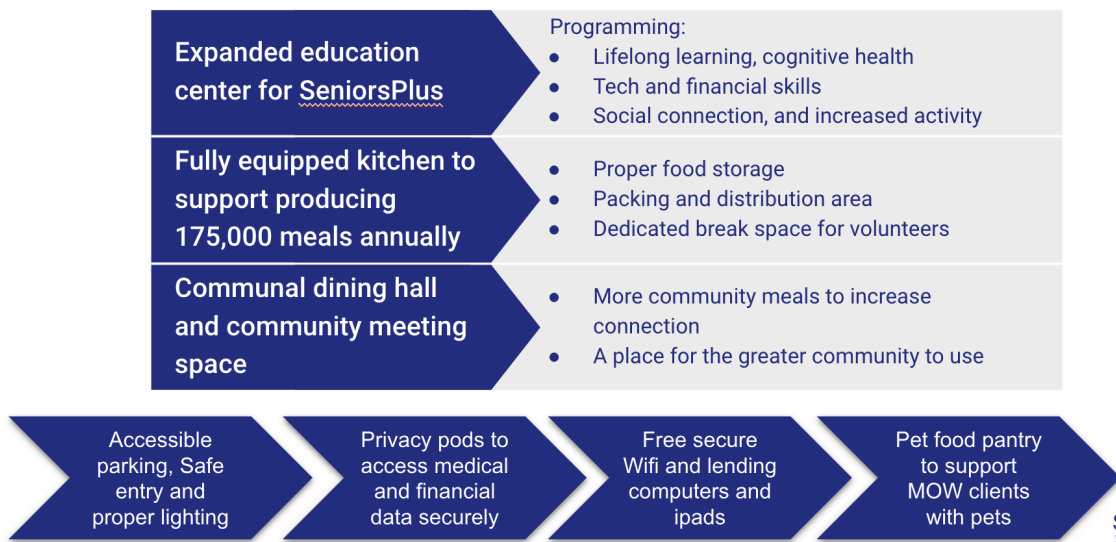 Expanded education
center for SeniorsPlus
Programming:
● Lifelong learning, cognitive health
● Tech and financial skills
● Social connection, and increased activity
Fully equipped kitchen to
support producing
175,000 meals annually
● Proper food storage
● Packing and distribution area
● Dedicated break space for volunteers
Communal dining hall
and community meeting
space
● More community meals to increase
connection
● A place for the greater community to use
Accessible
parking, Safe
entry and
proper lighting
Privacy pods to
access medical
and financial
data securely
Free secure
Wifi and lending
computers and
ipads
Pet food pantry
to support
MOW clients
with pets